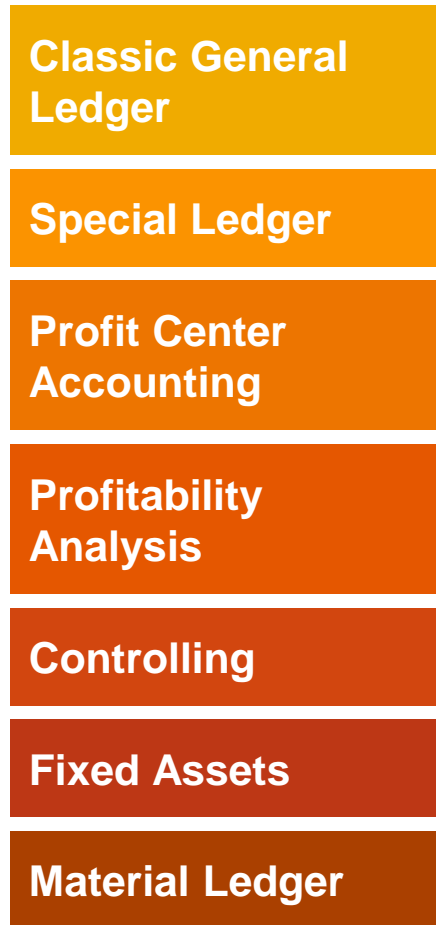 Classic General
Ledger
Special Ledger
Profit Center
Accounting
Profitability
Analysis
Controlling
Fixed Assets
Material Ledger